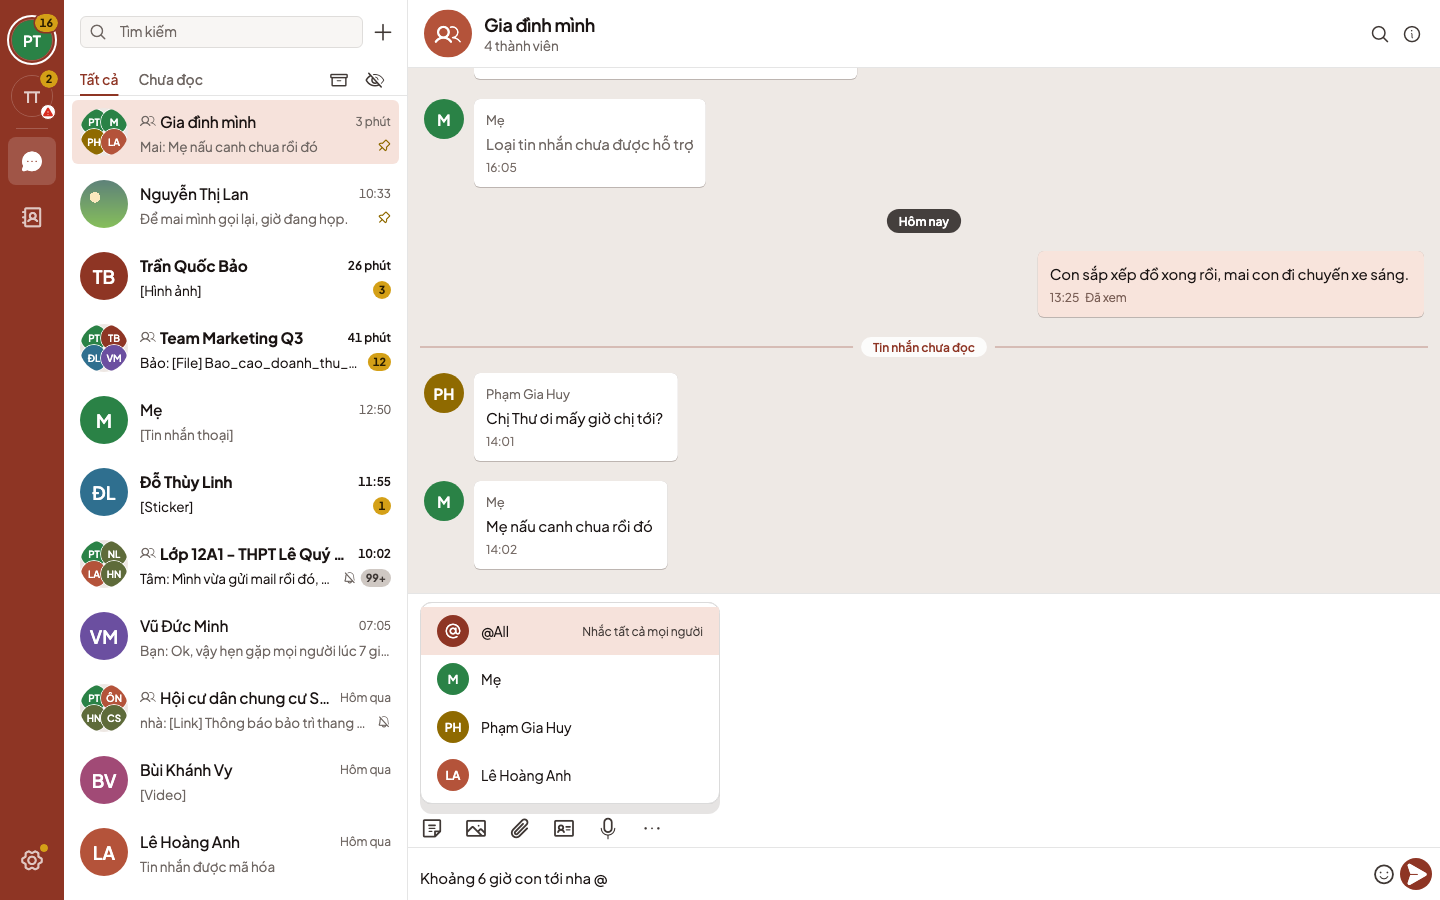 16
PT
2
TT
Tìm kiếm
Tất cả
Chưa đọc
PT
M
PH
LA
Gia đình mình
3 phút
Mai: Mẹ nấu canh chua rồi đó
Nguyễn Thị Lan
10:33
Để mai mình gọi lại, giờ đang họp.
TB
Trần Quốc Bảo
26 phút
[Hình ảnh]
3
PT
TB
ĐL
VM
Team Marketing Q3
41 phút
Bảo: [File] Bao_cao_doanh_thu_...
12
M
Mẹ
12:50
[Tin nhắn thoại]
ĐL
Đỗ Thùy Linh
11:55
[Sticker]
1
PT
NL
LA
HN
Lớp 12A1 - THPT Lê Quý ...
10:02
Tâm: Mình vừa gửi mail rồi đó, ...
99+
VM
Vũ Đức Minh
07:05
Bạn: Ok, vậy hẹn gặp mọi người lúc 7 gi...
PT
ÔN
HN
CS
Hội cư dân chung cư S...
Hôm qua
nhà: [Link] Thông báo bảo trì thang ...
BV
Bùi Khánh Vy
Hôm qua
[Video]
LA
Lê Hoàng Anh
Hôm qua
Tin nhắn được mã hóa
Gia đình mình
4 thành viên
M
Mẹ
Loại tin nhắn chưa được hỗ trợ
16:05
Hôm nay
Con sắp xếp đồ xong rồi, mai con đi chuyến xe sáng.
13:25 Đã xem
Tin nhắn chưa đọc
PH
Phạm Gia Huy
Chị Thư ơi mấy giờ chị tới?
14:01
M
Mẹ
Mẹ nấu canh chua rồi đó
14:02
@
@All
Nhắc tất cả mọi người
M
Mẹ
PH
Phạm Gia Huy
LA
Lê Hoàng Anh
Khoảng 6 giờ con tới nha @